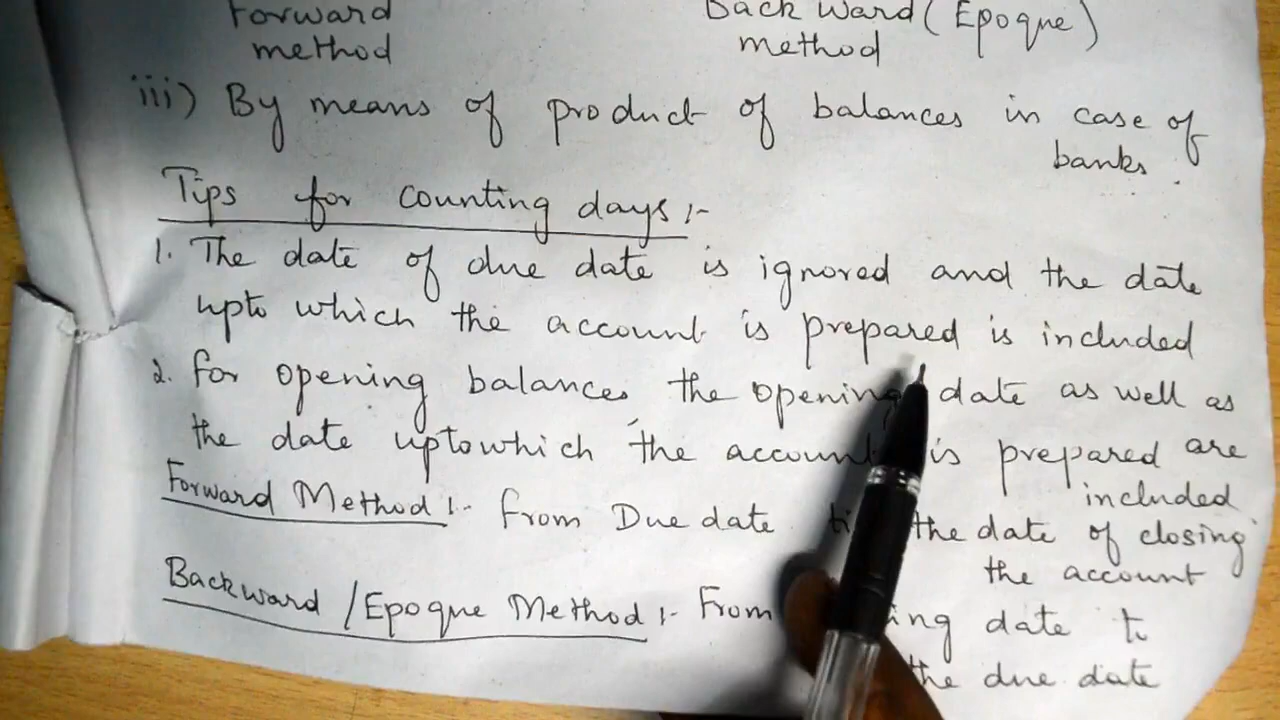 Forward Back Ward (Epoque)
method method
iii) By means of product of balances in case of
banks.
Tips for counting days :-
1. The date of due date is ignored and the date
upto which the account is prepared is included
2. For opening balances, the opening date as well as
the date upto which the account is prepared are
included
Forward Method :- From Due date the date of closing
the account
Backward / Epoque Method :- From date to
the due date